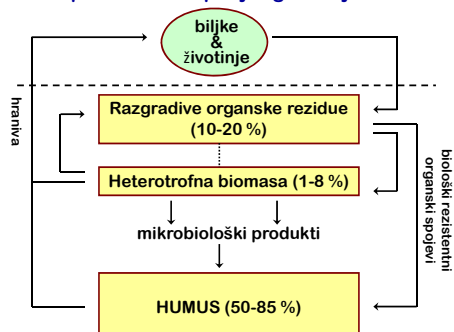 biljke
&
životinje
hraniva
Razgradive organske rezidue
(10-20 %)
Heterotrofna biomasa (1-8 %)
mikrobiološki produkti
HUMUS (50-85 %)
biološki rezistentni
organski spojevi